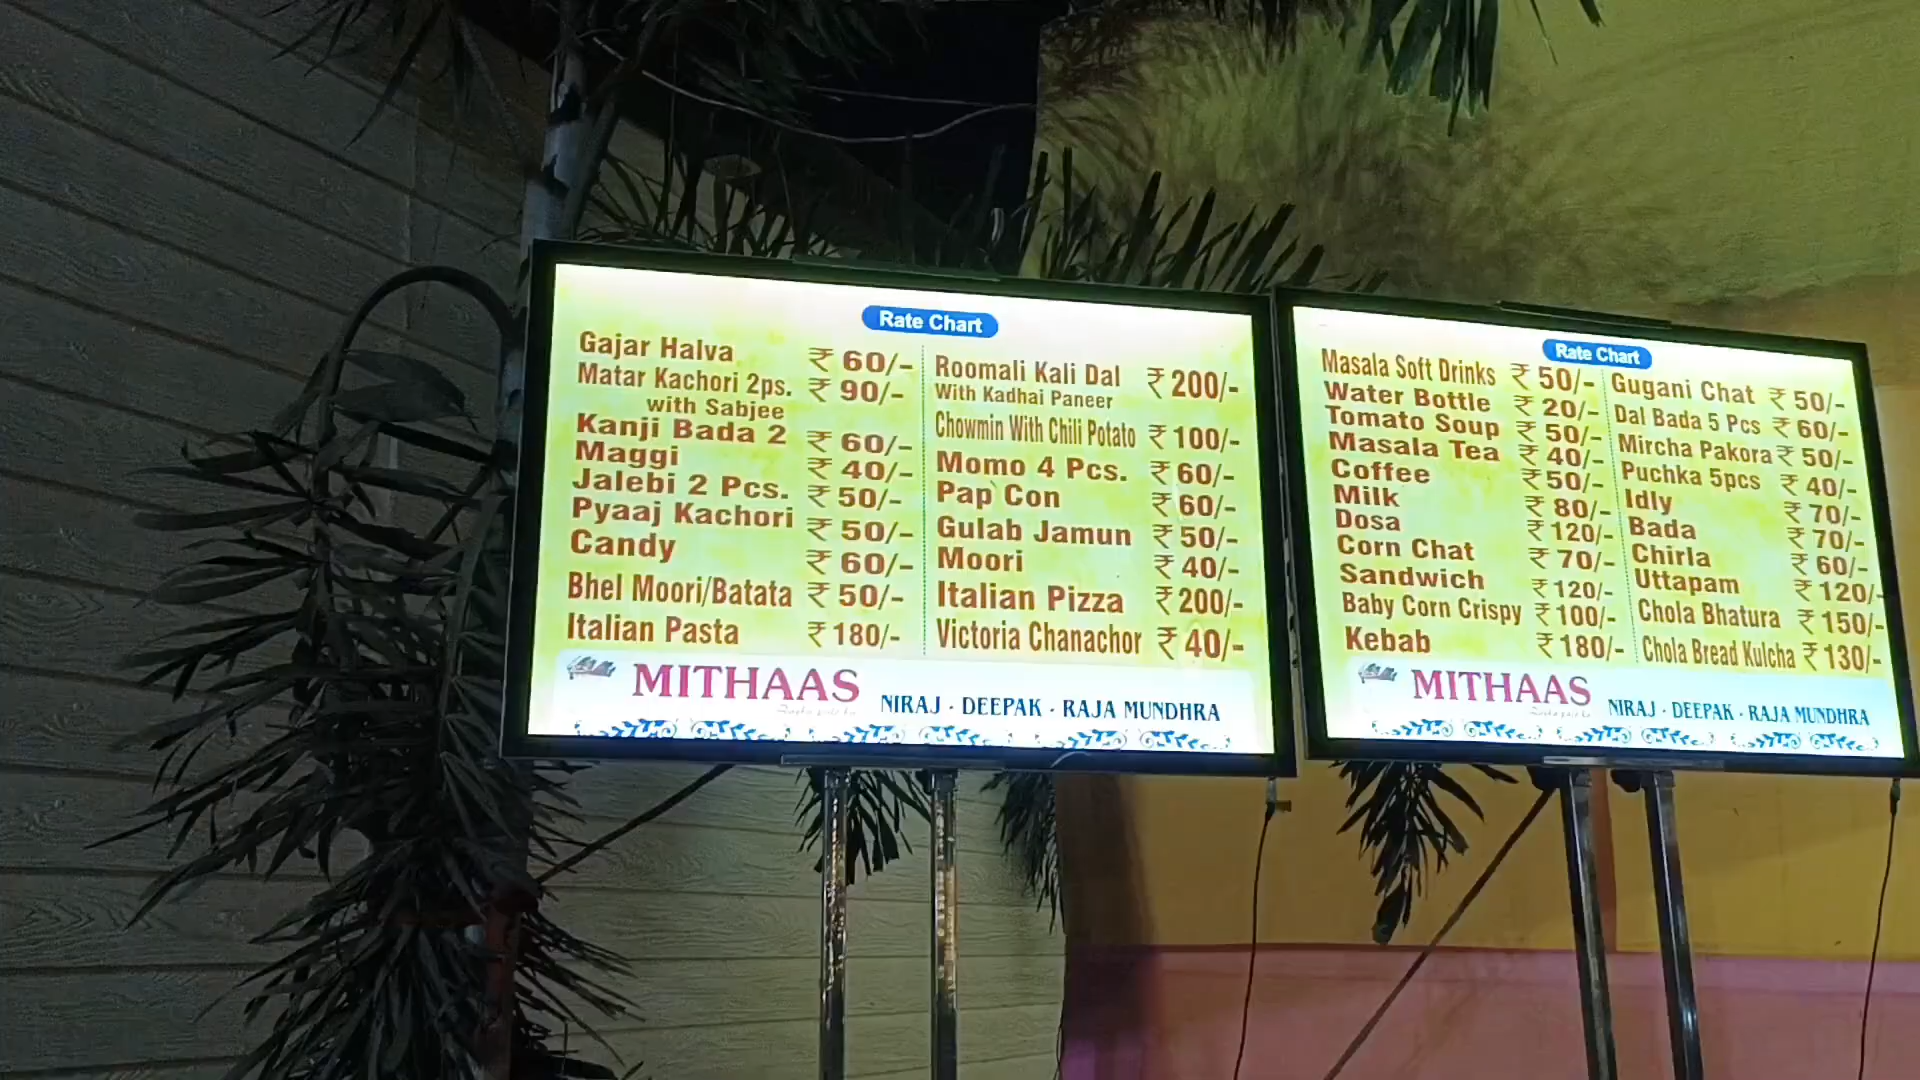 Rate Chart
Gajar Halva ₹ 60/-
Matar Kachori 2ps. ₹ 90/-
with Sabjee
Kanji Bada 2 ₹ 60/-
Maggi ₹ 40/-
Jalebi 2 Pcs. ₹ 50/-
Pyaaj Kachori ₹ 50/-
Candy ₹ 60/-
Bhel Moori/Batata ₹ 50/-
Italian Pasta ₹ 180/-
Roomali Kali Dal ₹ 200/-
With Kadhai Paneer
Chowmin With Chili Potato ₹ 100/-
Momo 4 Pcs. ₹ 60/-
Pap Con ₹ 60/-
Gulab Jamun ₹ 50/-
Moori ₹ 40/-
Italian Pizza ₹ 200/-
Victoria Chanachor ₹ 40/-
MITHAAS
NIRAJ - DEEPAK - RAJA MUNDHRA
Rate Chart
Masala Soft Drinks ₹ 50/-
Water Bottle ₹ 20/-
Tomato Soup ₹ 50/-
Masala Tea ₹ 40/-
Coffee ₹ 50/-
Milk ₹ 80/-
Dosa ₹ 120/-
Corn Chat ₹ 70/-
Sandwich ₹ 120/-
Baby Corn Crispy ₹ 100/-
Kebab ₹ 180/-
Gugani Chat ₹ 50/-
Dal Bada 5 Pcs ₹ 60/-
Mircha Pakora ₹ 50/-
Puchka 5pcs ₹ 40/-
Idly ₹ 70/-
Bada ₹ 70/-
Chirla ₹ 60/-
Uttapam ₹ 120/-
Chola Bhatura ₹ 150/-
Chola Bread Kulcha ₹ 130/-
MITHAAS
NIRAJ - DEEPAK - RAJA MUNDHRA